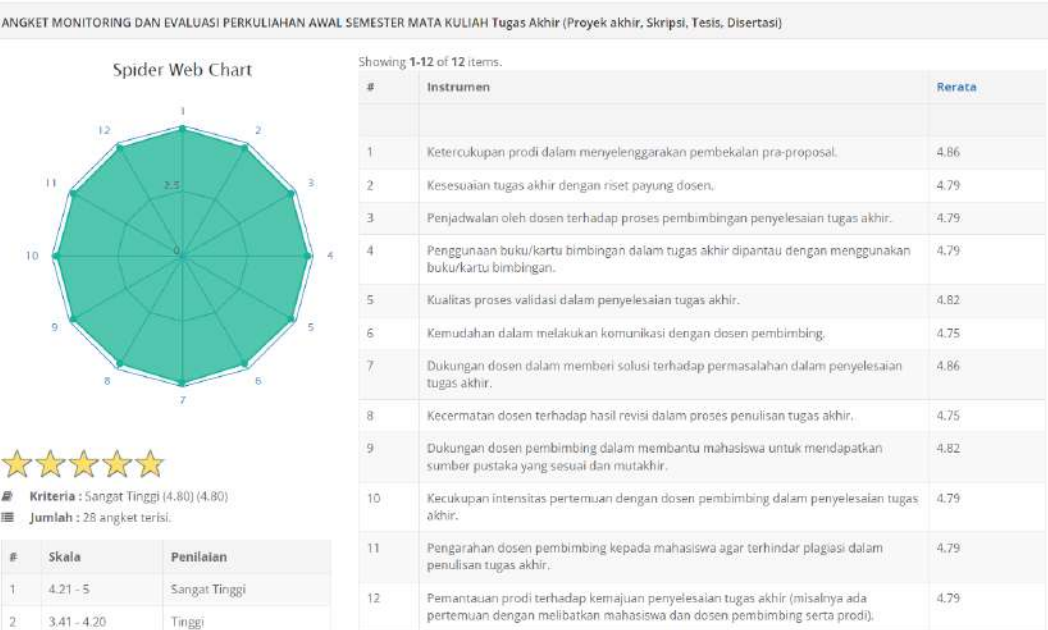 ANGKET MONITORING DAN EVALUASI PERKULIAHAN AWAL SEMESTER MATA KULIAH Tugas Akhir (Proyek akhir, Skripsi, Tesis, Disertasi)
Spider Web Chart
1
2
3
4
5
6
7
8
9
10
11
12
2.5
0
Kriteria : Sangat Tinggi (4.80) (4.80)
Jumlah : 28 angket terisi.
# Skala Penilaian
1 4.21 - 5 Sangat Tinggi
2 3.41 - 4.20 Tinggi
Showing 1-12 of 12 items.
# Instrumen Rerata
1 Ketercukupan prodi dalam menyelenggarakan pembekalan pra-proposal. 4.86
2 Kesesuaian tugas akhir dengan riset payung dosen. 4.79
3 Penjadwalan oleh dosen terhadap proses pembimbingan penyelesaian tugas akhir. 4.79
4 Penggunaan buku/kartu bimbingan dalam tugas akhir dipantau dengan menggunakan 4.79
buku/kartu bimbingan.
5 Kualitas proses validasi dalam penyelesaian tugas akhir. 4.82
6 Kemudahan dalam melakukan komunikasi dengan dosen pembimbing. 4.75
7 Dukungan dosen dalam memberi solusi terhadap permasalahan dalam penyelesaian 4.86
tugas akhir.
8 Kecermatan dosen terhadap hasil revisi dalam proses penulisan tugas akhir. 4.75
9 Dukungan dosen pembimbing dalam membantu mahasiswa untuk mendapatkan 4.82
sumber pustaka yang sesuai dan mutakhir.
10 Kecukupan intensitas pertemuan dengan dosen pembimbing dalam penyelesaian tugas 4.79
akhir.
11 Pengarahan dosen pembimbing kepada mahasiswa agar terhindar plagiasi dalam 4.79
penulisan tugas akhir.
12 Pemantauan prodi terhadap kemajuan penyelesaian tugas akhir (misalnya ada 4.79
pertemuan dengan melibatkan mahasiswa dan dosen pembimbing serta prodi).